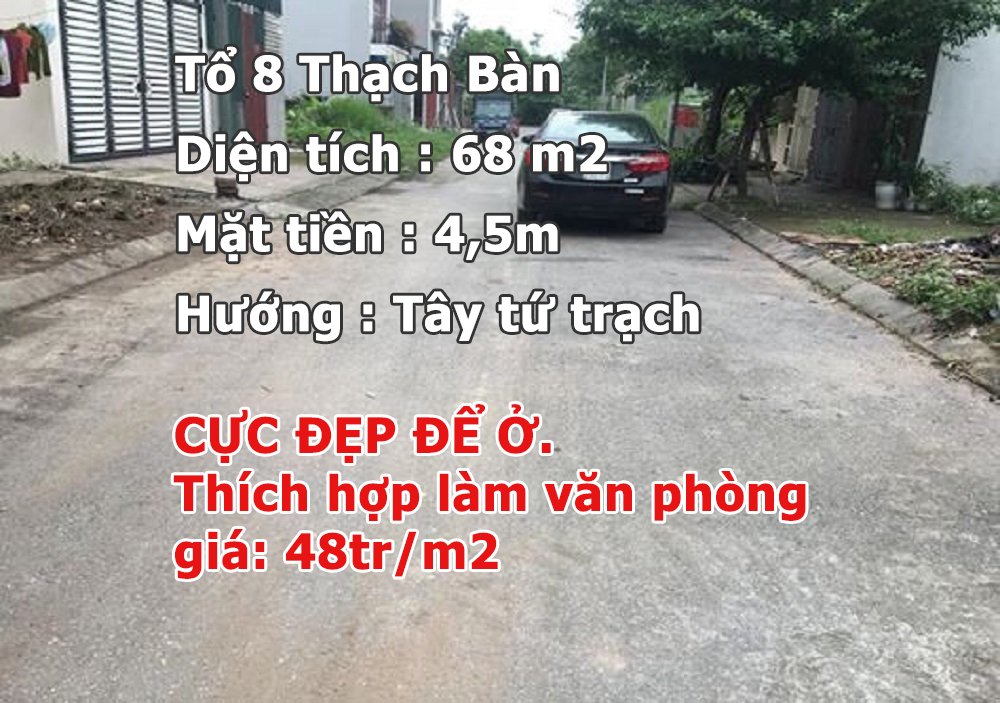 Tổ 8 Thạch Bàn
Diện tích : 68 m2
Mặt tiền : 4,5m
Hướng : Tây tứ trạch
CỰC ĐẸP ĐỂ Ở.
Thích hợp làm văn phòng
giá: 48tr/m2